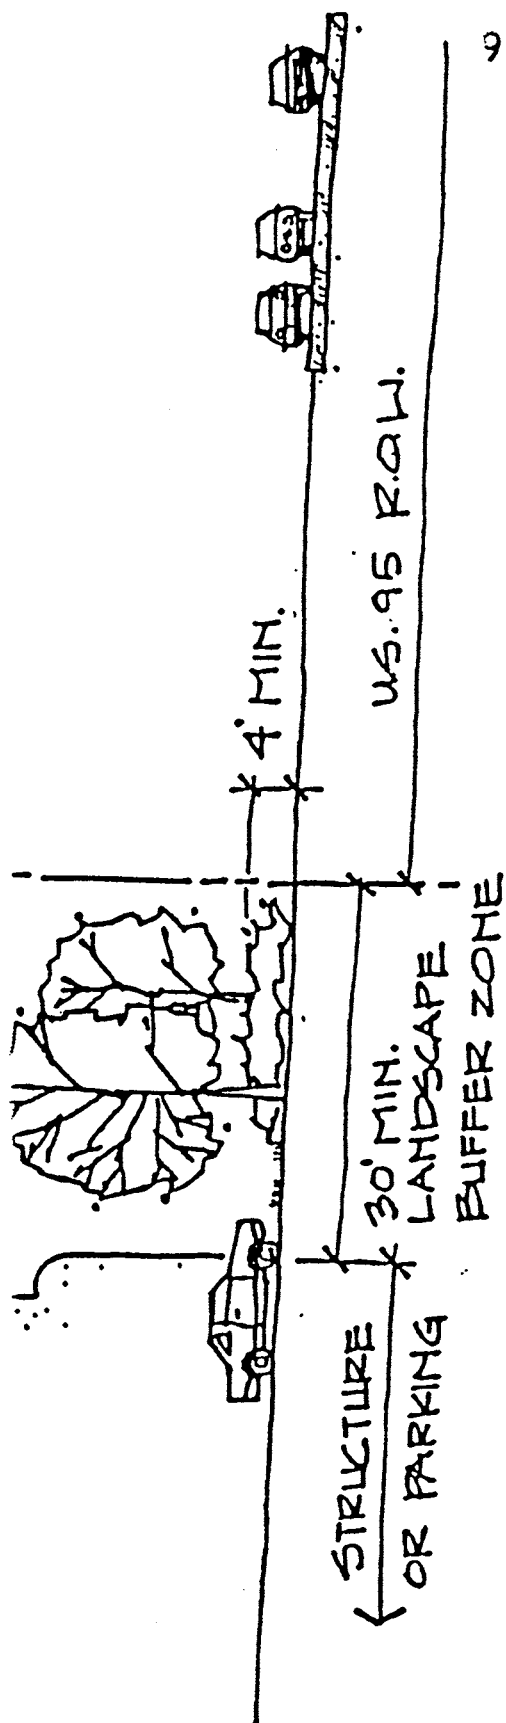 STRUCTURE
OR PARKING
30' MIN.
LANDSCAPE
BUFFER ZONE
4' MIN.
U.S. 95 R.O.W.
9